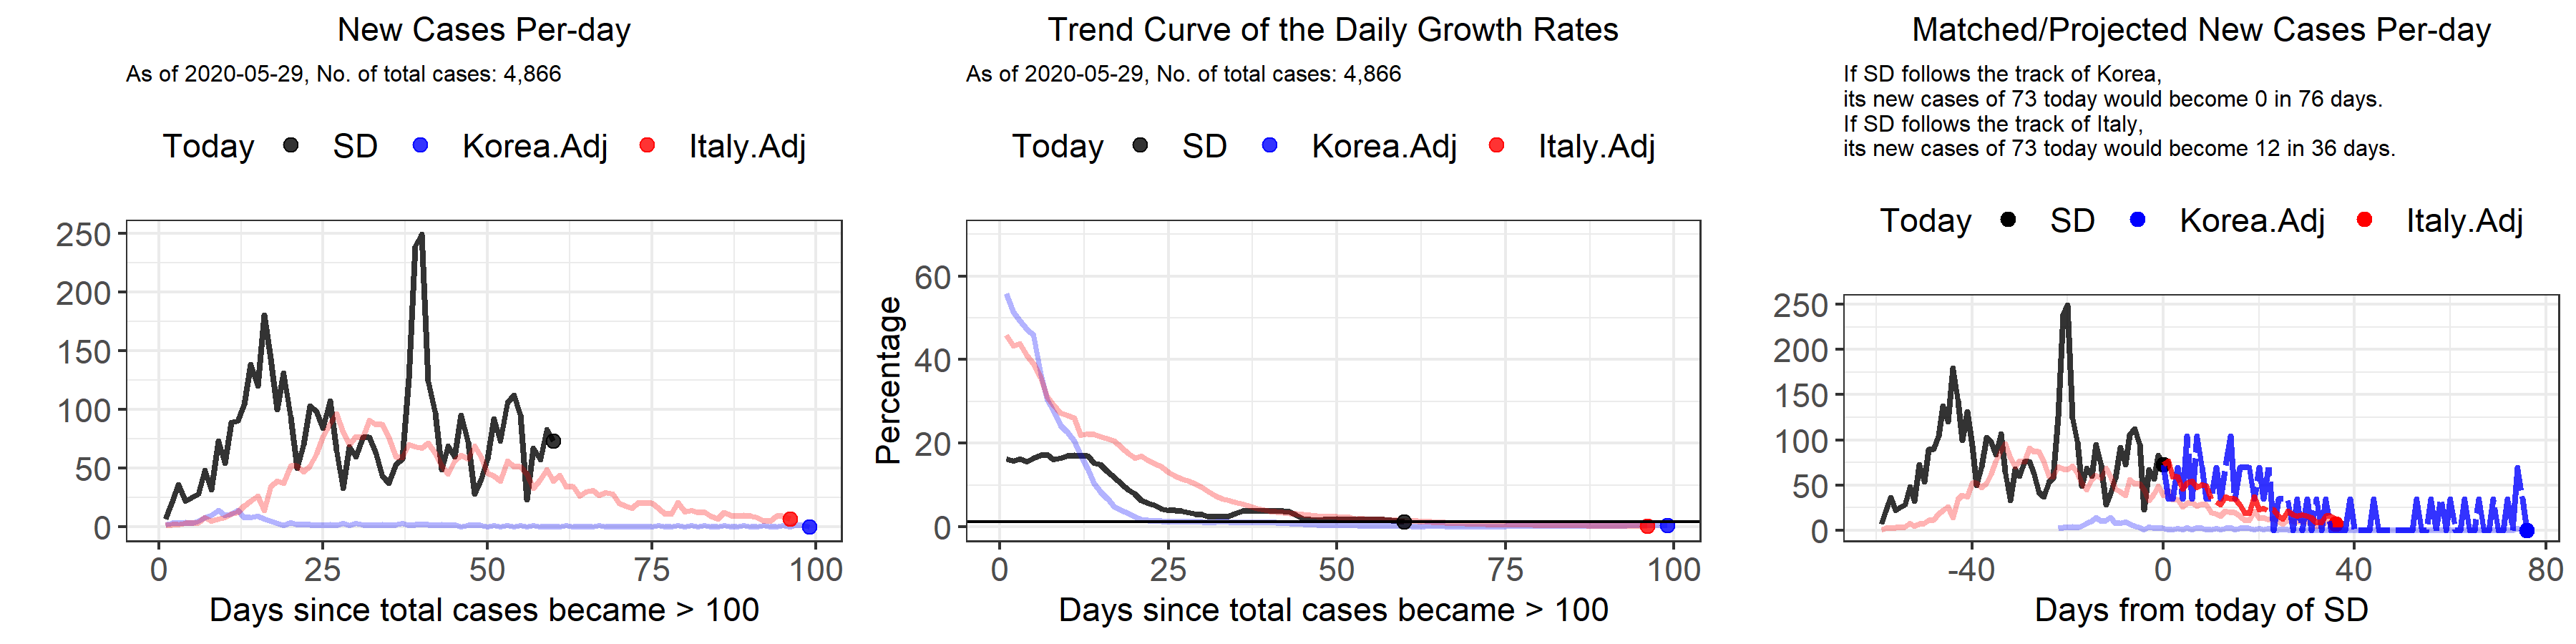 New Cases Per-day
As of 2020-05-29, No. of total cases: 4,866
Today SD Korea.Adj Italy.Adj
250
200
150
100
50
0
0 25 50 75 100
Days since total cases became > 100
Trend Curve of the Daily Growth Rates
As of 2020-05-29, No. of total cases: 4,866
Today SD Korea.Adj Italy.Adj
Percentage
60
40
20
0
0 25 50 75 100
Days since total cases became > 100
Matched/Projected New Cases Per-day
If SD follows the track of Korea,
its new cases of 73 today would become 0 in 76 days.
If SD follows the track of Italy,
its new cases of 73 today would become 12 in 36 days.
Today SD Korea.Adj Italy.Adj
250
200
150
100
50
0
-40 0 40 80
Days from today of SD